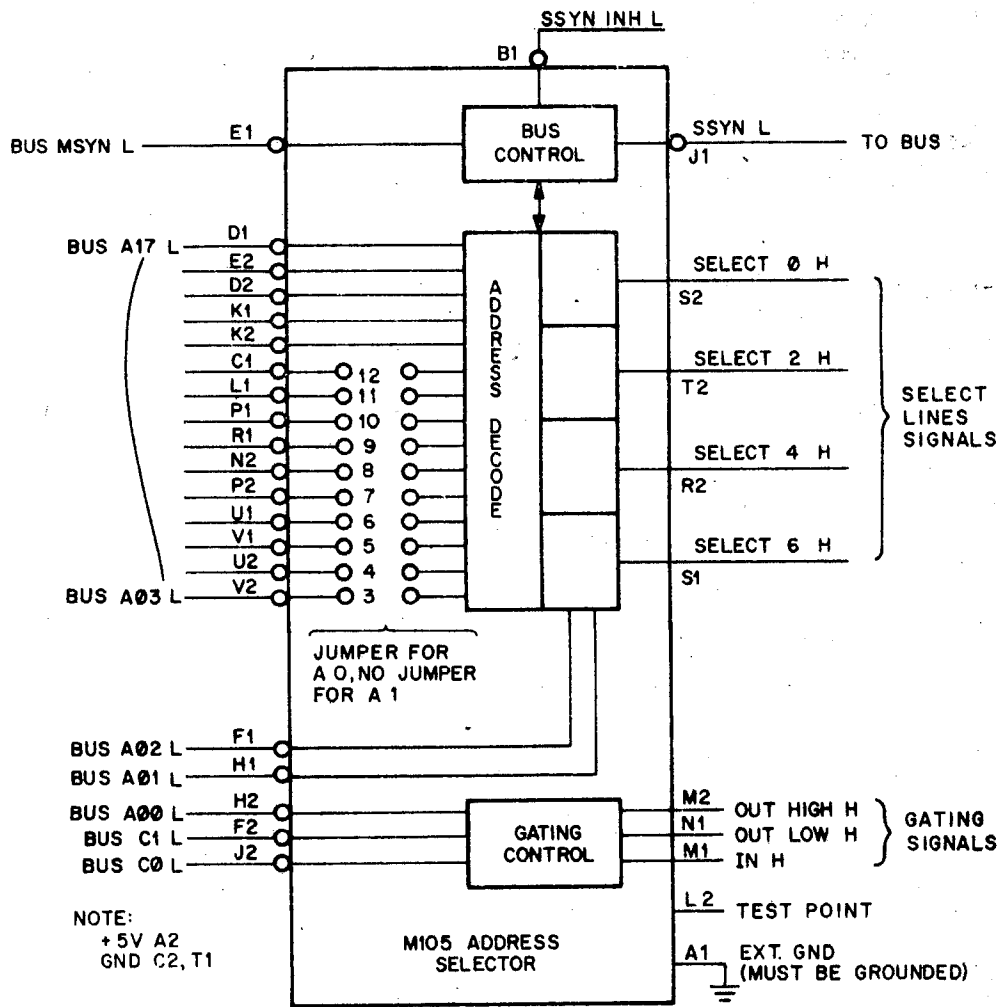 SSYN INH L
B1
BUS MSYN L
E1
BUS
CONTROL
SSYN L
J1
TO BUS
BUS A17 L
D1
E2
D2
K1
K2
C1
12
L1
11
P1
10
R1
9
N2
8
P2
7
U1
6
V1
5
U2
4
BUS A03 L
V2
3
ADDRESS DECODE
SELECT 0 H
S2
SELECT 2 H
T2
SELECT 4 H
R2
SELECT 6 H
S1
SELECT
LINES
SIGNALS
JUMPER FOR
A 0, NO JUMPER
FOR A 1
BUS A02 L
F1
BUS A01 L
H1
BUS A00 L
H2
BUS C1 L
F2
BUS C0 L
J2
GATING
CONTROL
M2
OUT HIGH H
N1
OUT LOW H
M1
IN H
GATING
SIGNALS
L2
TEST POINT
A1
EXT. GND
(MUST BE GROUNDED)
NOTE:
+5V A2
GND C2, T1
M105 ADDRESS
SELECTOR